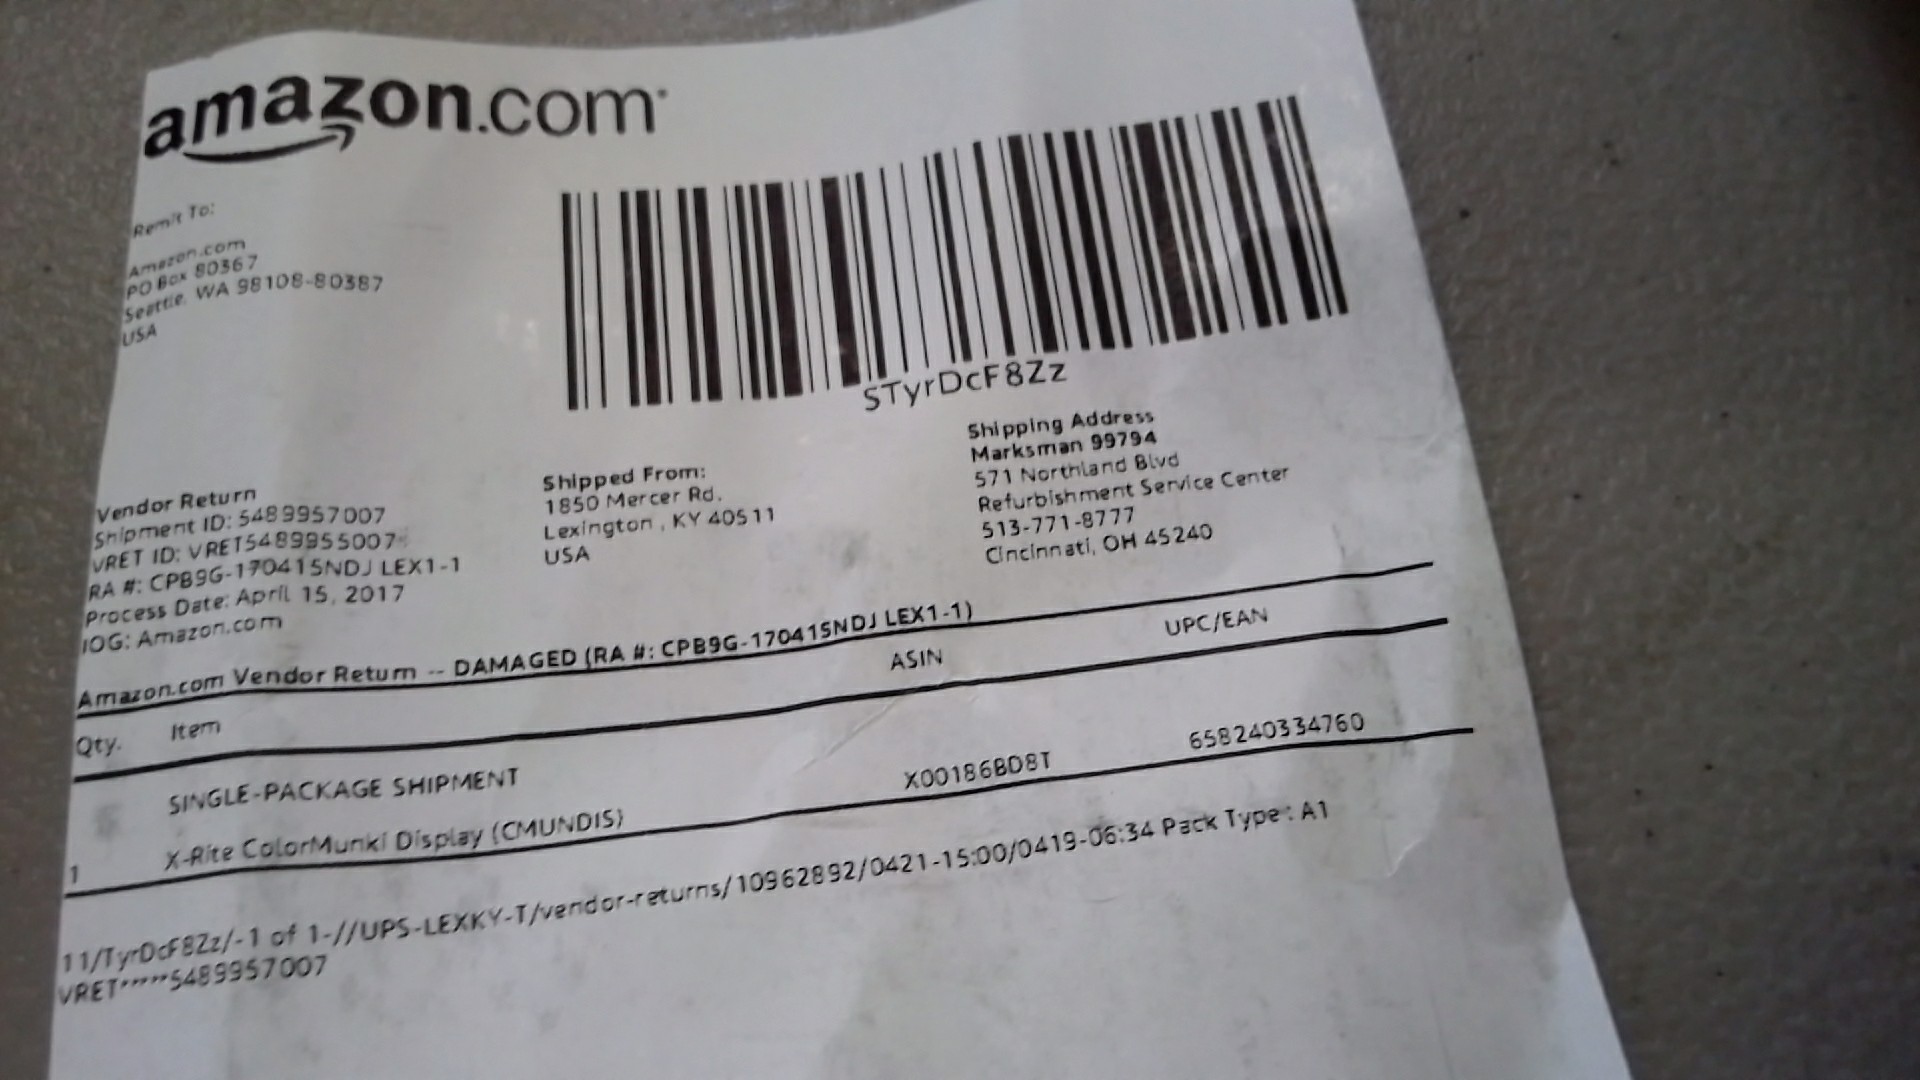 amazon.com
Remit To:
Amazon.com
PO Box 80367
Seattle, WA 98108-80387
USA
STyrDcF8Zz
Vendor Return
Shipment ID: 5489957007
VRET ID: VRET5489955007
RA #: CPB9G-170415NDJ LEX1-1
Process Date: April 15, 2017
IOG: Amazon.com
Shipped From:
1850 Mercer Rd.
Lexington , KY 40511
USA
Shipping Address
Marksman 99794
571 Northland Blvd
Refurbishment Service Center
513-771-8777
Cincinnati, OH 45240
Amazon.com Vendor Return -- DAMAGED (RA #: CPB9G-170415NDJ LEX1-1)
Qty. Item ASIN UPC/EAN
SINGLE-PACKAGE SHIPMENT
1 X-Rite ColorMunki Display (CMUNDIS) X00186BD8T 658240334760
11/TyrDcF8Zz/-1 of 1-//UPS-LEXKY-T/vendor-returns/10962892/0421-15:00/0419-06:34 Pack Type: A1
VRET*****5489957007